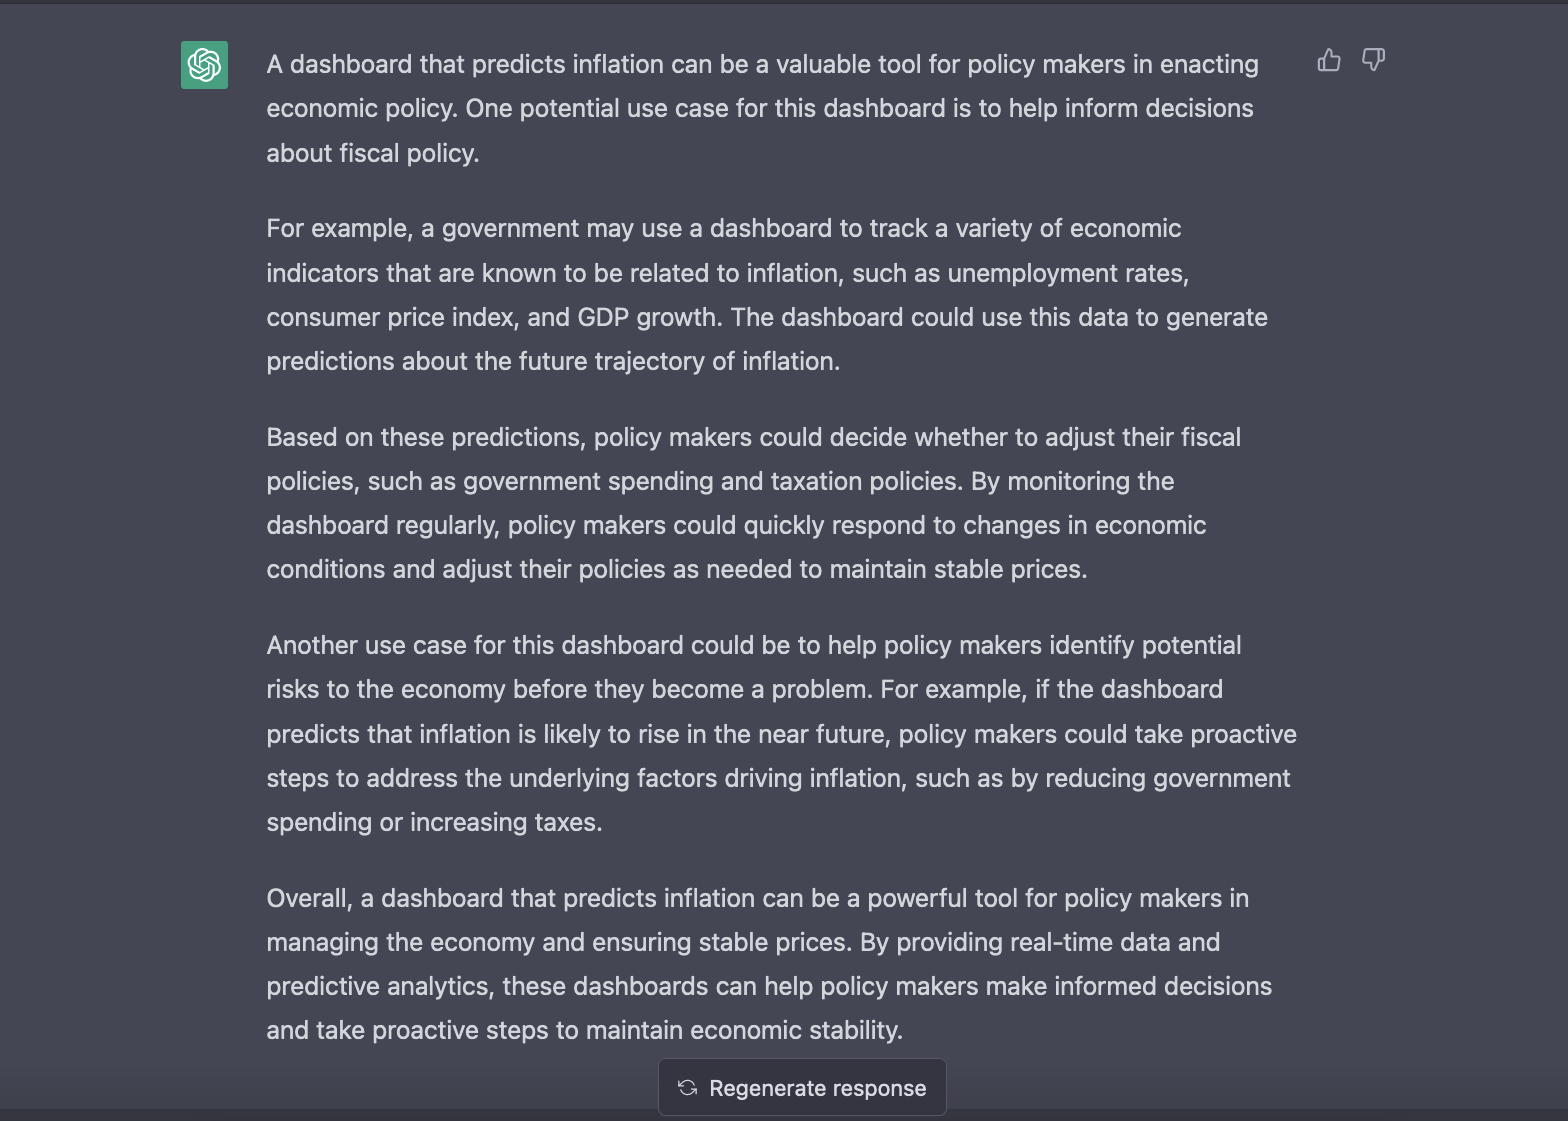 A dashboard that predicts inflation can be a valuable tool for policy makers in enacting
economic policy. One potential use case for this dashboard is to help inform decisions
about fiscal policy.
For example, a government may use a dashboard to track a variety of economic
indicators that are known to be related to inflation, such as unemployment rates,
consumer price index, and GDP growth. The dashboard could use this data to generate
predictions about the future trajectory of inflation.
Based on these predictions, policy makers could decide whether to adjust their fiscal
policies, such as government spending and taxation policies. By monitoring the
dashboard regularly, policy makers could quickly respond to changes in economic
conditions and adjust their policies as needed to maintain stable prices.
Another use case for this dashboard could be to help policy makers identify potential
risks to the economy before they become a problem. For example, if the dashboard
predicts that inflation is likely to rise in the near future, policy makers could take proactive
steps to address the underlying factors driving inflation, such as by reducing government
spending or increasing taxes.
Overall, a dashboard that predicts inflation can be a powerful tool for policy makers in
managing the economy and ensuring stable prices. By providing real-time data and
predictive analytics, these dashboards can help policy makers make informed decisions
and take proactive steps to maintain economic stability.
Regenerate response